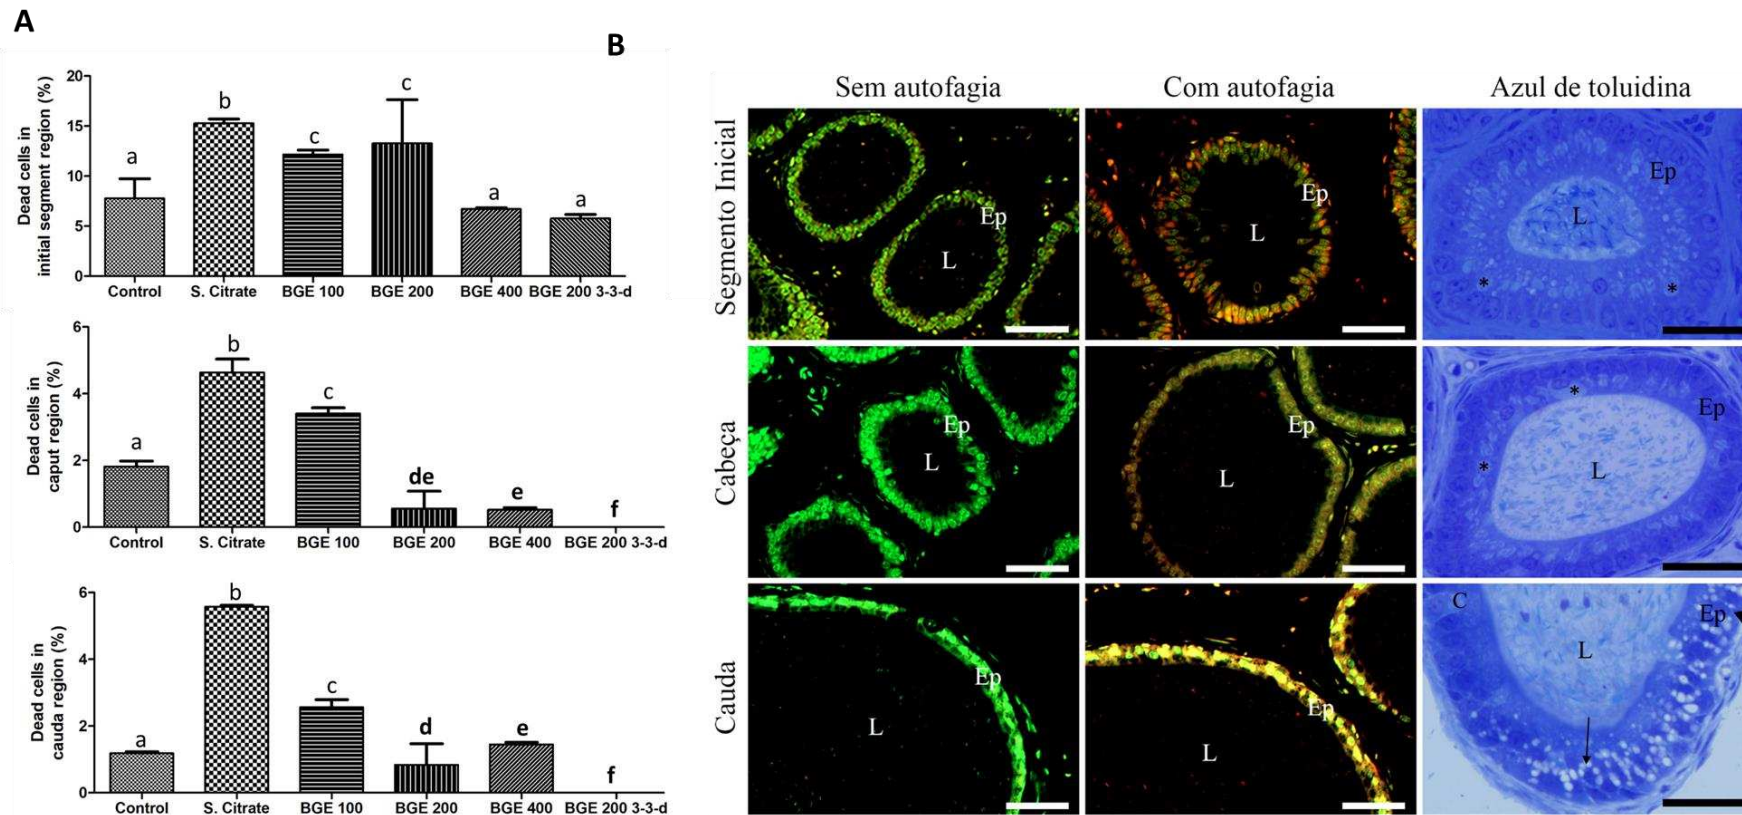 A
Dead cells in
initial segment region (%)
20
15
10
5
0
a
b
c
c
a
a
Control S. Citrate BGE 100 BGE 200 BGE 400 BGE 200 3-3-d
Dead cells in
caput region (%)
6
4
2
0
a
b
c
de
e
f
Control S. Citrate BGE 100 BGE 200 BGE 400 BGE 200 3-3-d
Dead cells in
cauda region (%)
6
4
2
0
a
b
c
d
e
f
Control S. Citrate BGE 100 BGE 200 BGE 400 BGE 200 3-3-d
B
Sem autofagia Com autofagia Azul de toluidina
Segmento Inicial
Ep
L
Ep
L
Ep
L
* *
Cabeça
Ep
L
Ep
L
*
Ep
*
L
Cauda
Ep
L
Ep
L
C
Ep
L